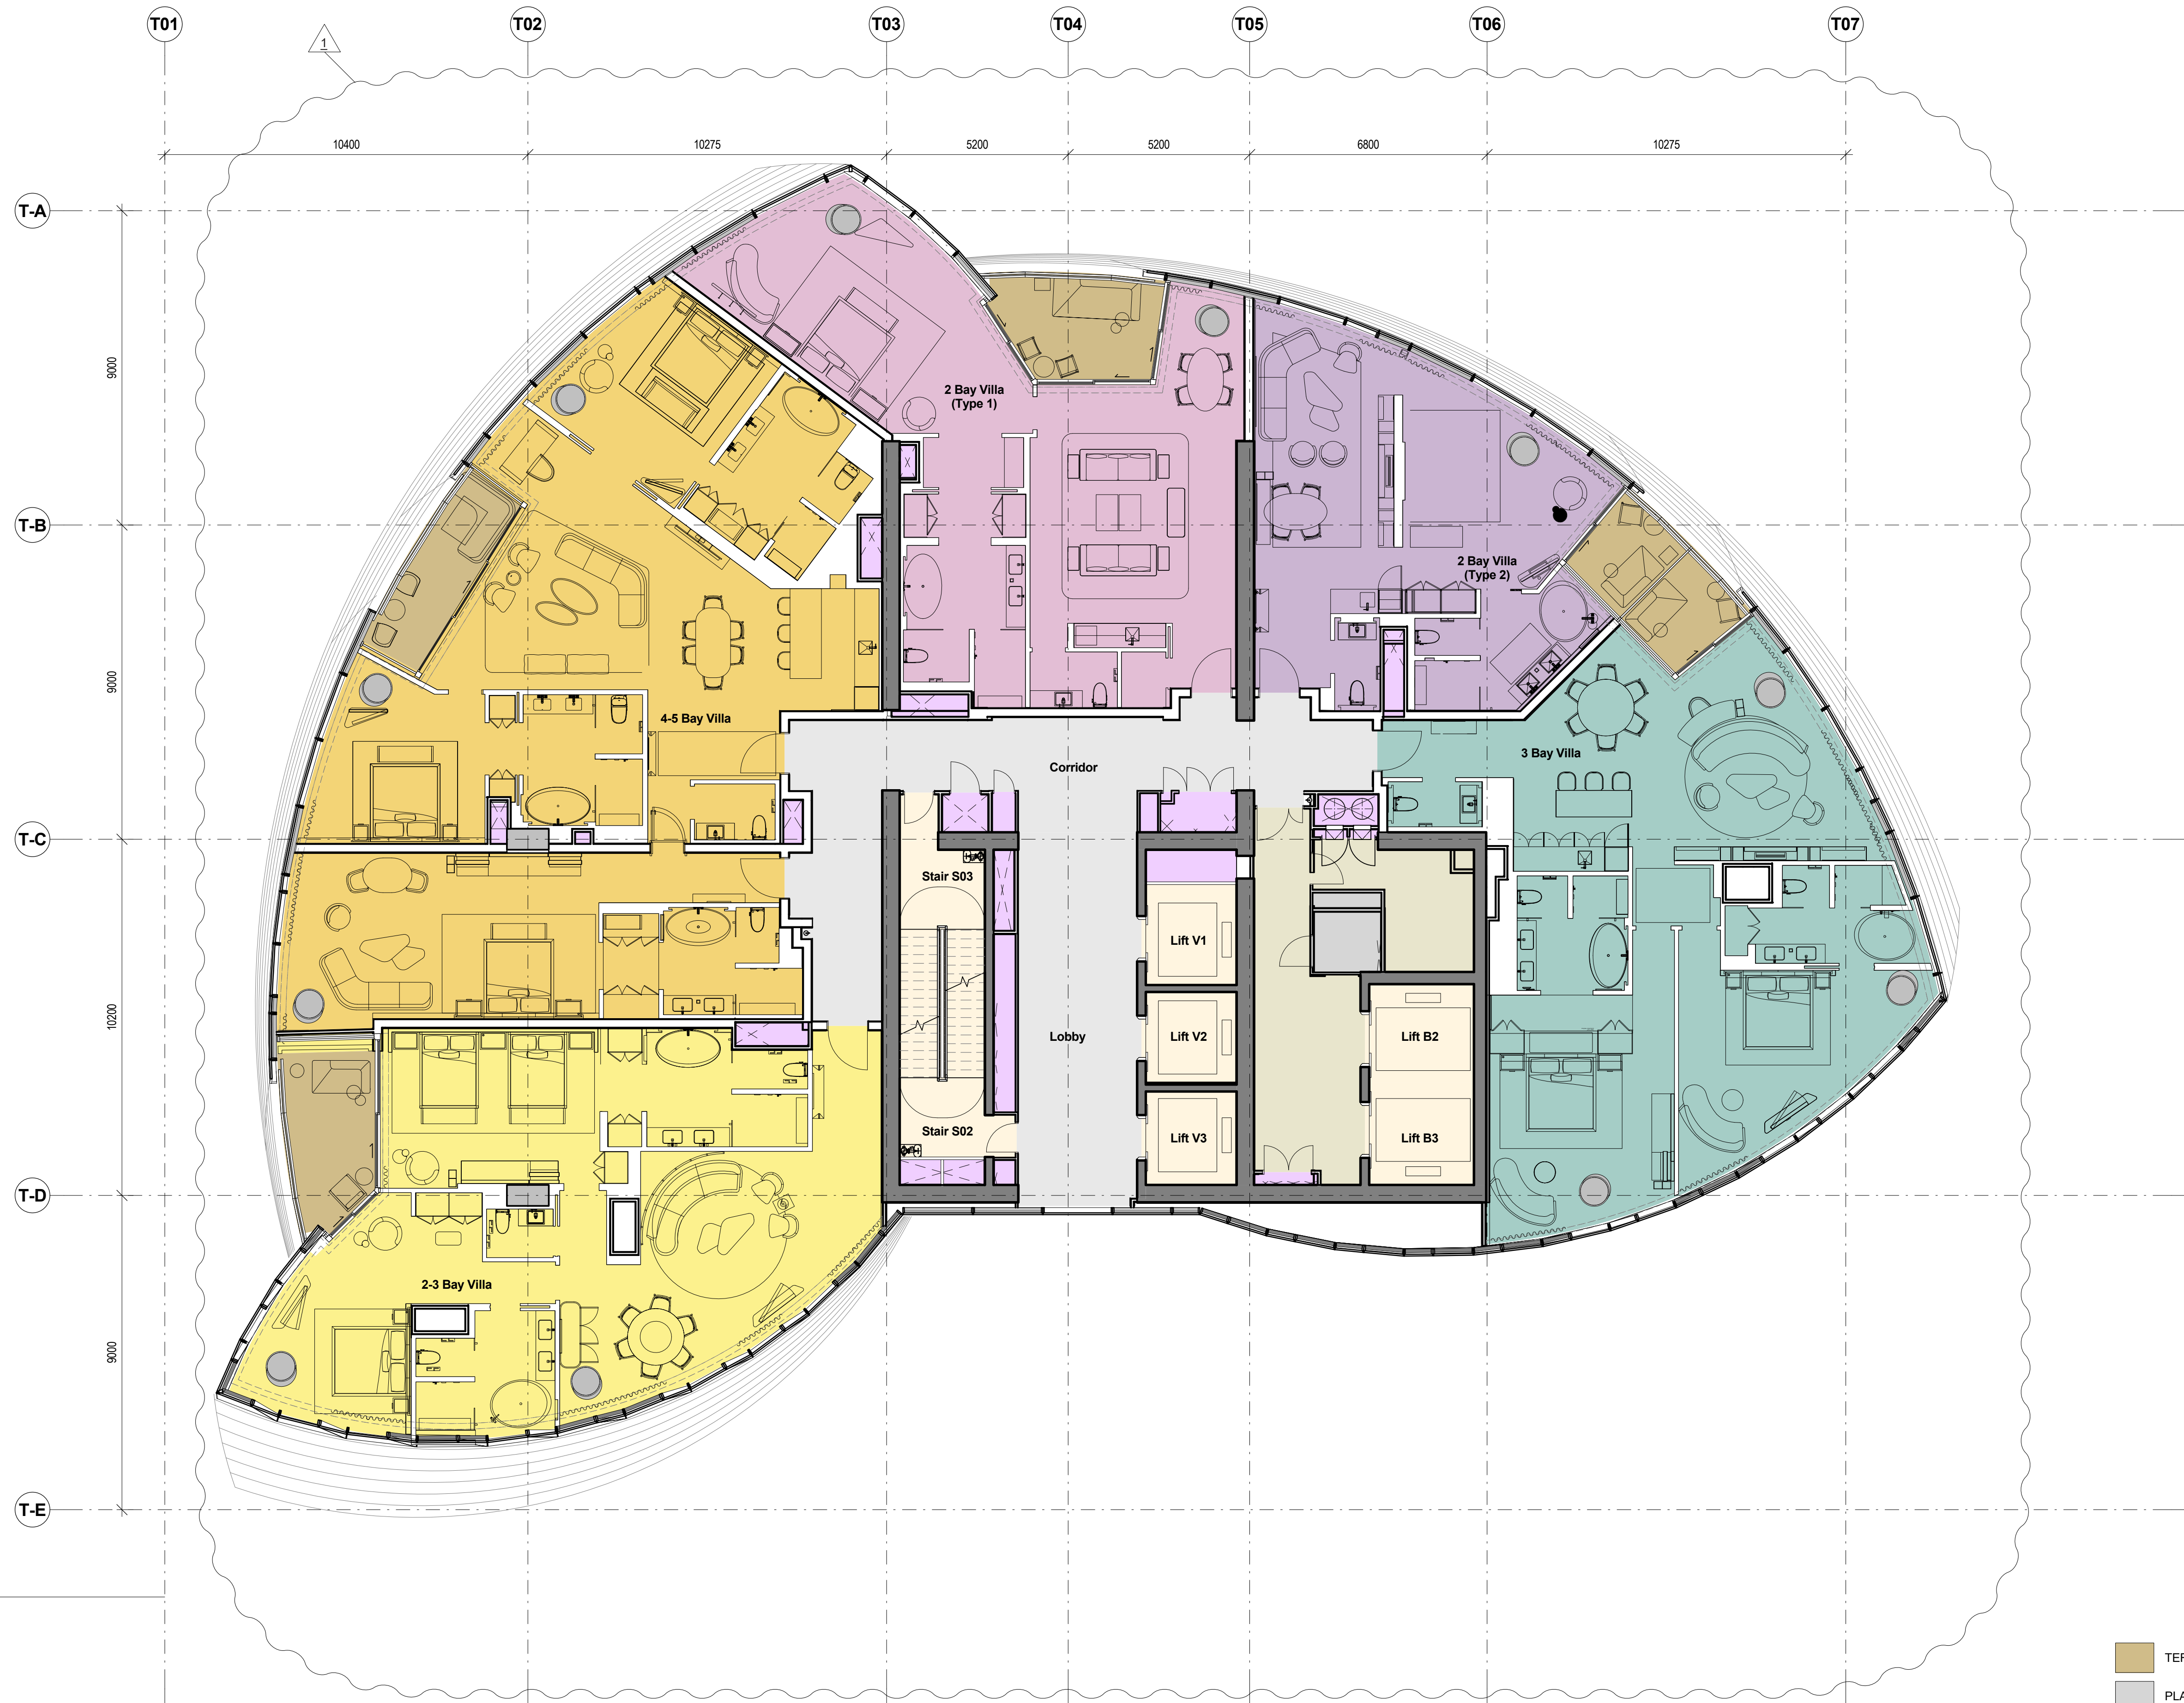 T01
T02
T03
T04
T05
T06
T07
1
10400
10275
5200
5200
6800
10275
T-A
9000
2 Bay Villa
(Type 1)
T-B
2 Bay Villa
(Type 2)
9000
4-5 Bay Villa
3 Bay Villa
Corridor
T-C
Stair S03
Lift V1
10200
Lobby
Lift V2
Lift B2
Stair S02
Lift V3
Lift B3
T-D
2-3 Bay Villa
9000
T-E
TER
PLA